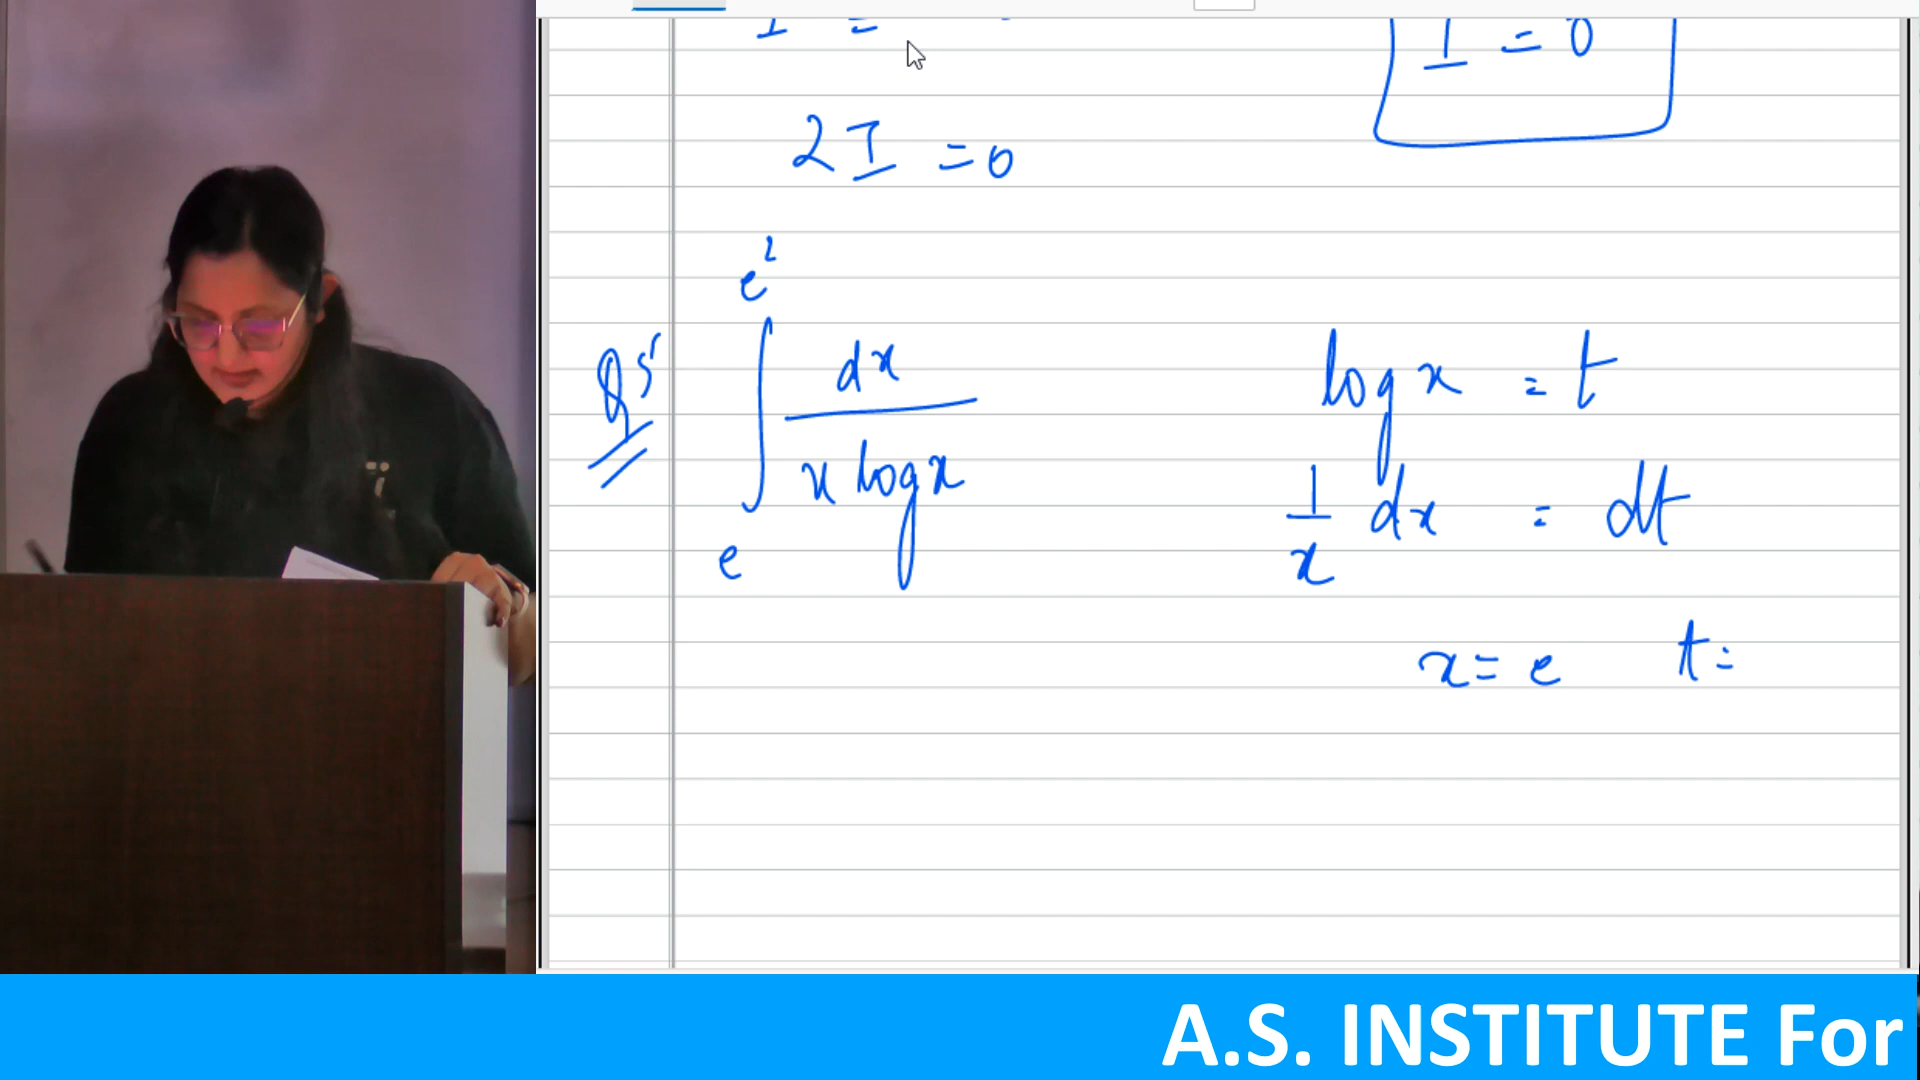 I =
I = 0
2I = 0
Q5 ∫ₑ^{e²} dx / (x log x)
log x = t
1/x dx = dt
x = e t =
A.S. INSTITUTE For